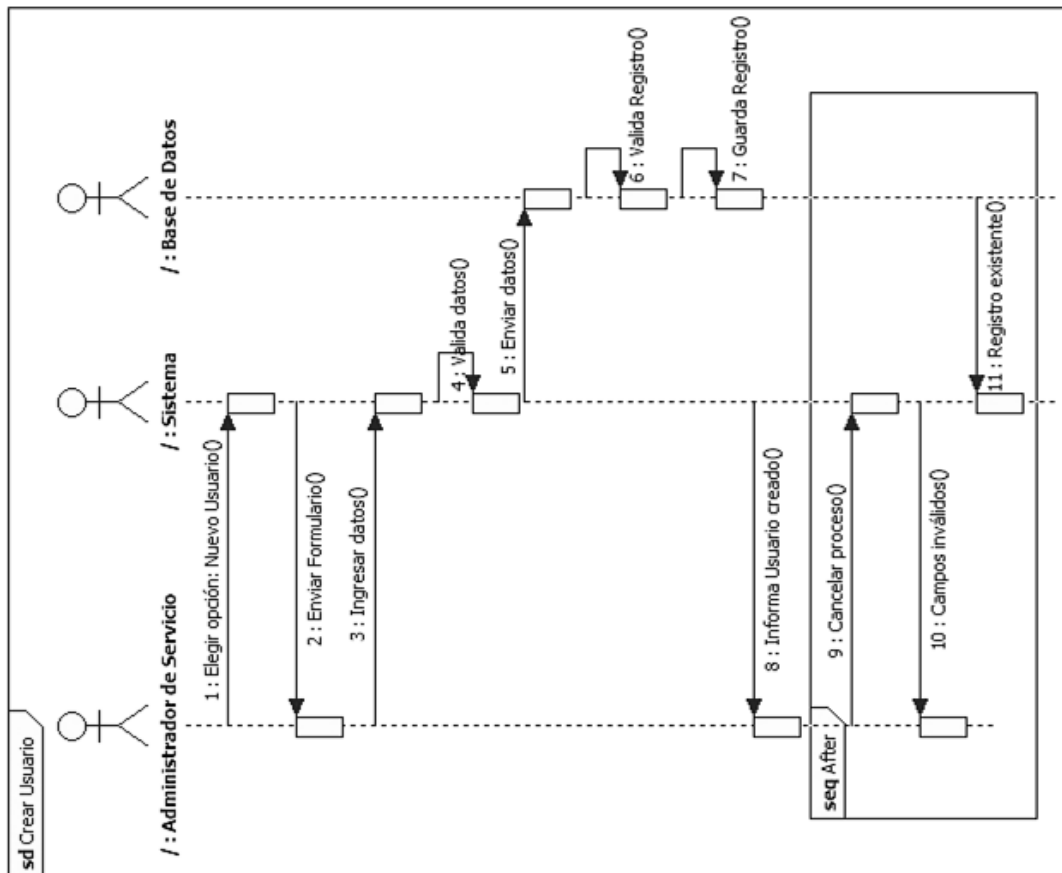 sd Crear Usuario
/ : Administrador de Servicio
/ : Sistema
/ : Base de Datos
1 : Elegir opción: Nuevo Usuario()
2 : Enviar Formulario()
3 : Ingresar datos()
4 : Valida datos()
5 : Enviar datos()
6 : Valida Registro()
7 : Guarda Registro()
8 : Informa Usuario creado()
seq After
9 : Cancelar proceso()
10 : Campos inválidos()
11 : Registro existente()